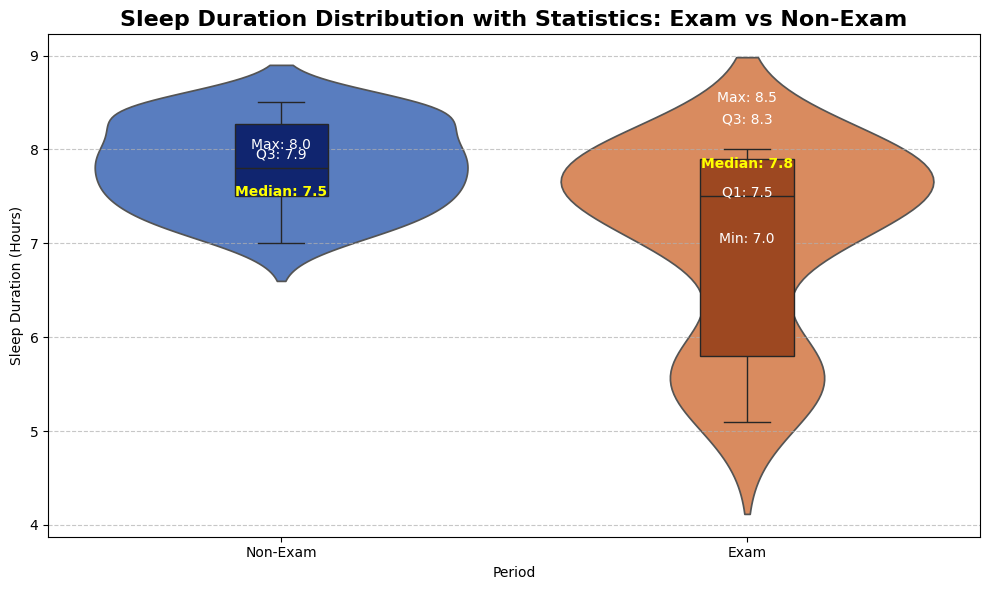 Sleep Duration Distribution with Statistics: Exam vs Non-Exam
Sleep Duration (Hours)
9
8
7
6
5
4
Max: 8.0
Q3: 7.9
Median: 7.5
Max: 8.5
Q3: 8.3
Median: 7.8
Q1: 7.5
Min: 7.0
Non-Exam
Exam
Period